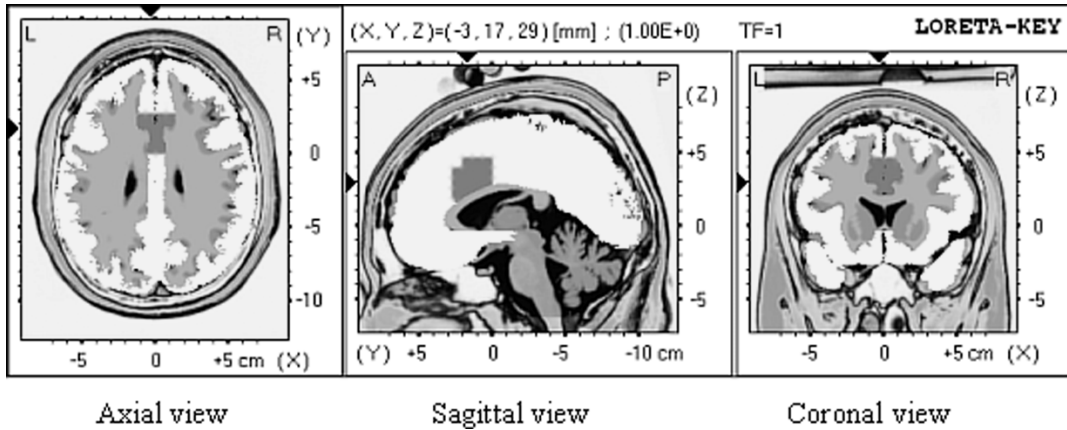 (X,Y,Z)=(-3,17,29)[mm] ; (1.00E+0) TF=1 LORETA-KEY
L R (Y)
+5
0
-5
-10
-5 0 +5 cm (X)
A P (Z)
+5
0
-5
(Y) +5 0 -5 -10 cm
L R (Z)
+5
0
-5
-5 0 +5 cm (X)
Axial view Sagittal view Coronal view